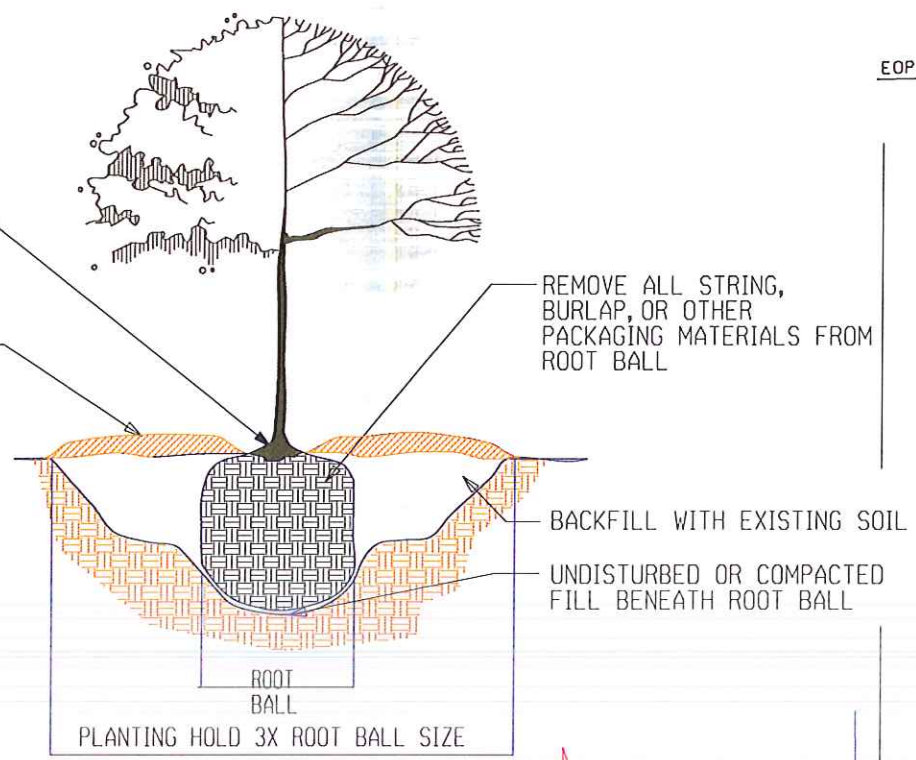 EOP
REMOVE ALL STRING,
BURLAP, OR OTHER
PACKAGING MATERIALS FROM
ROOT BALL
BACKFILL WITH EXISTING SOIL
UNDISTURBED OR COMPACTED
FILL BENEATH ROOT BALL
ROOT
BALL
PLANTING HOLD 3X ROOT BALL SIZE